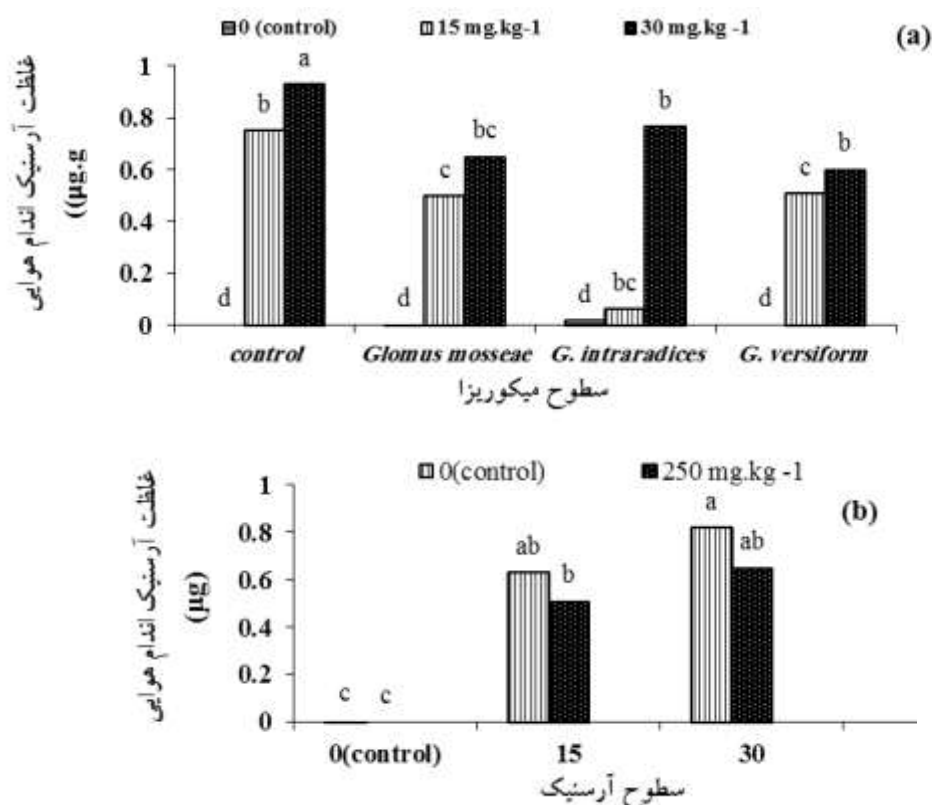 0 (control) 15 mg.kg-1 30 mg.kg -1
(a)
غلظت آرسنیک اندام هوایی
((µg.g
1
0.8
0.6
0.4
0.2
0
d b a
d c bc
d bc b
d c b
control Glomus mosseae G. intraradices G. versiform
سطوح میکوریزا
0(control) 250 mg.kg -1
(b)
غلظت آرسنیک اندام هوایی
(µg)
1
0.8
0.6
0.4
0.2
0
c c
ab b
a ab
0(control) 15 30
سطوح آرسنیک